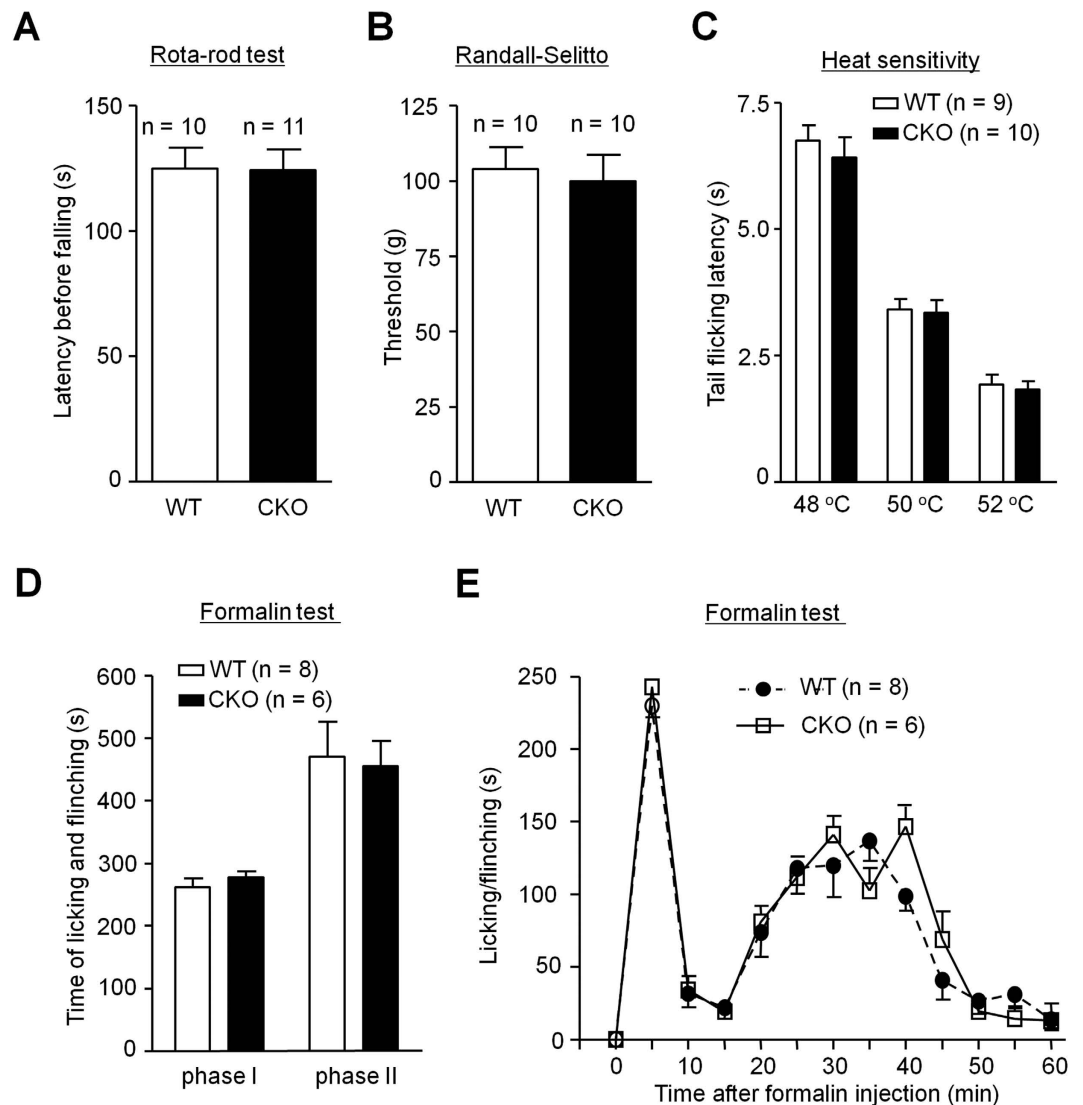 A
Rota-rod test
Latency before falling (s)
150
100
50
0
n = 10
n = 11
WT
CKO
B
Randall-Selitto
Threshold (g)
125
100
75
50
25
0
n = 10
n = 10
WT
CKO
C
Heat sensitivity
Tail flicking latency (s)
7.5
5.0
2.5
0
WT (n = 9)
CKO (n = 10)
48 ºC
50 ºC
52 ºC
D
Formalin test
Time of licking and flinching (s)
600
500
400
300
200
100
0
WT (n = 8)
CKO (n = 6)
phase I
phase II
E
Formalin test
Licking/flinching (s)
250
200
150
100
50
0
WT (n = 8)
CKO (n = 6)
0
10
20
30
40
50
60
Time after formalin injection (min)